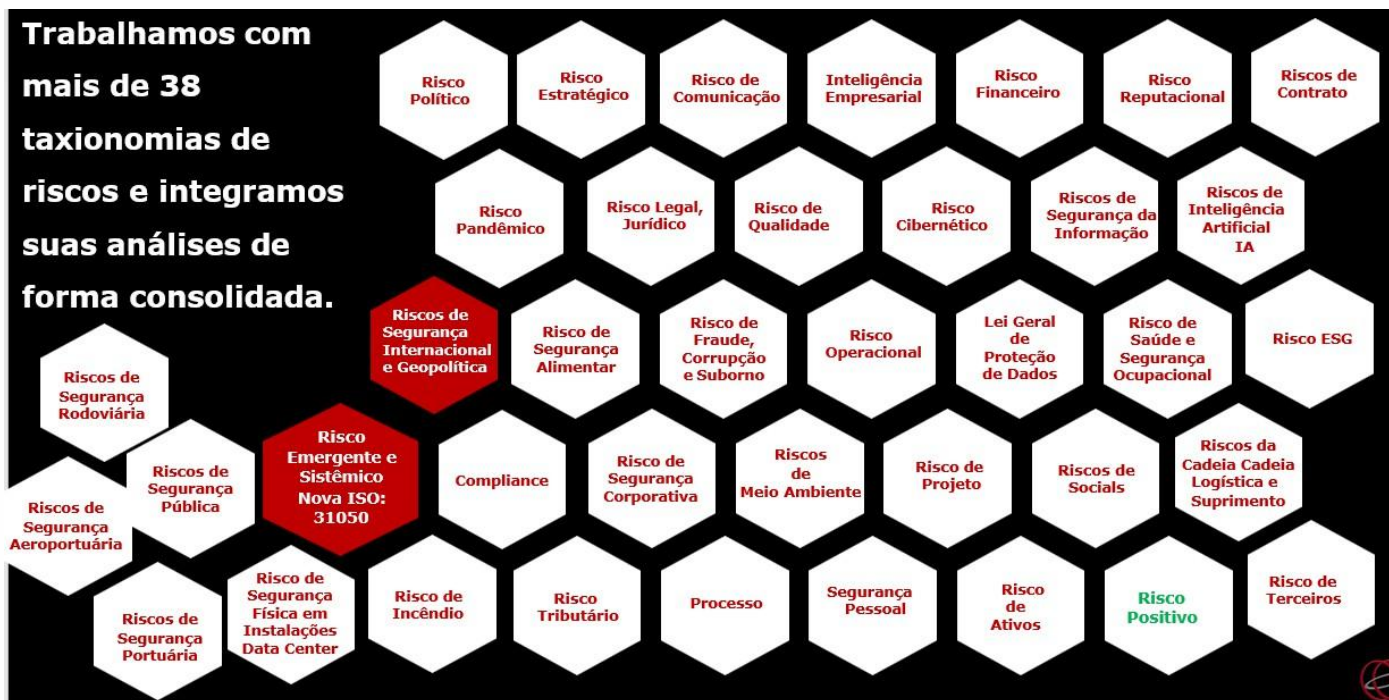 Trabalhamos com
mais de 38
taxionomias de
riscos e integramos
suas análises de
forma consolidada.
Risco
Político
Risco
Estratégico
Risco de
Comunicação
Inteligência
Empresarial
Risco
Financeiro
Risco
Reputacional
Riscos de
Contrato
Risco
Pandêmico
Risco Legal,
Jurídico
Risco de
Qualidade
Risco
Cibernético
Riscos de
Segurança da
Informação
Riscos de
Inteligência
Artificial
IA
Riscos de
Segurança
Internacional
e Geopolítica
Risco de
Segurança
Alimentar
Risco de
Fraude,
Corrupção
e Suborno
Risco
Operacional
Lei Geral
de
Proteção
de Dados
Risco de
Saúde e
Segurança
Ocupacional
Risco ESG
Riscos de
Segurança
Rodoviária
Riscos de
Segurança
Aeroportuária
Riscos de
Segurança
Pública
Risco
Emergente e
Sistêmico
Nova ISO:
31050
Compliance
Risco de
Segurança
Corporativa
Riscos
de
Meio Ambiente
Risco de
Projeto
Riscos de
Socials
Riscos da
Cadeia Cadeia
Logística e
Suprimento
Riscos de
Segurança
Portuária
Risco de
Segurança
Física em
Instalações
Data Center
Risco de
Incêndio
Risco
Tributário
Processo
Segurança
Pessoal
Risco
de
Ativos
Risco
Positivo
Risco de
Terceiros